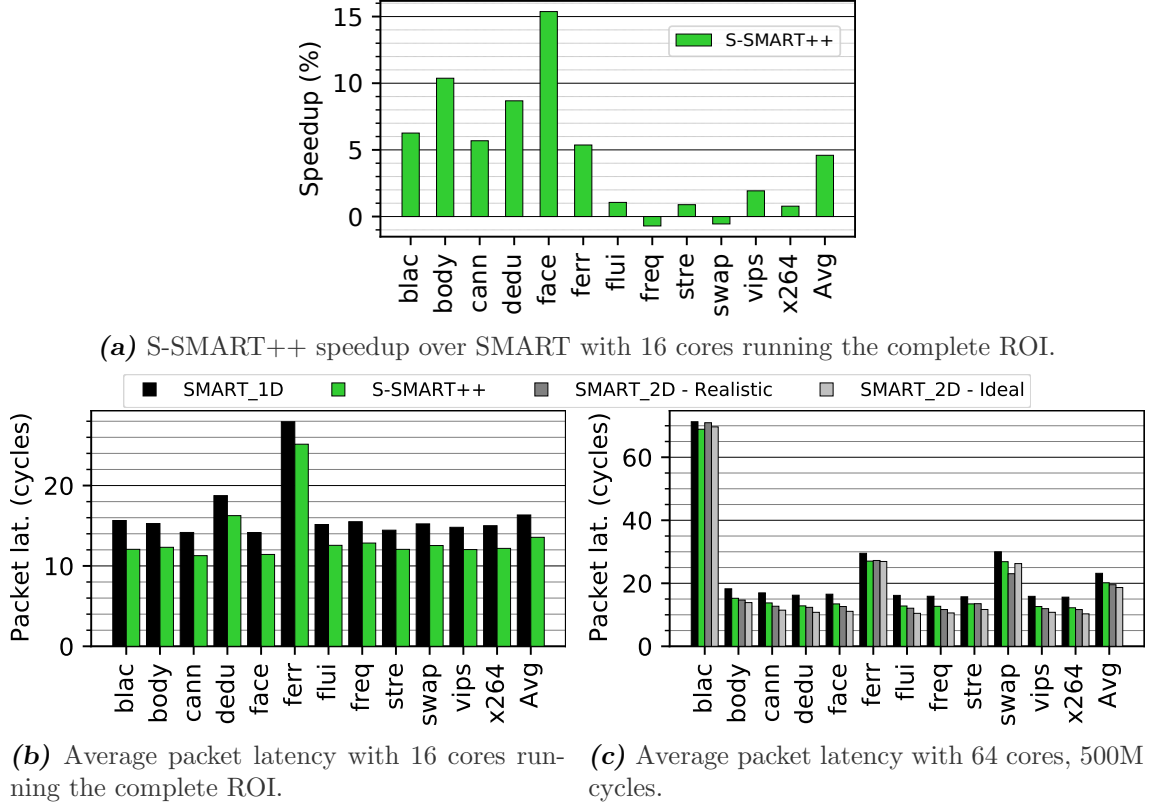 15
10
5
0
Speedup (%)
S-SMART++
blac
body
cann
dedu
face
ferr
flui
freq
stre
swap
vips
x264
Avg
(a) S-SMART++ speedup over SMART with 16 cores running the complete ROI.
SMART_1D S-SMART++ SMART_2D - Realistic SMART_2D - Ideal
Packet lat. (cycles)
20
10
0
blac
body
cann
dedu
face
ferr
flui
freq
stre
swap
vips
x264
Avg
(b) Average packet latency with 16 cores run-
ning the complete ROI.
Packet lat. (cycles)
60
40
20
0
blac
body
cann
dedu
face
ferr
flui
freq
stre
swap
vips
x264
Avg
(c) Average packet latency with 64 cores, 500M
cycles.